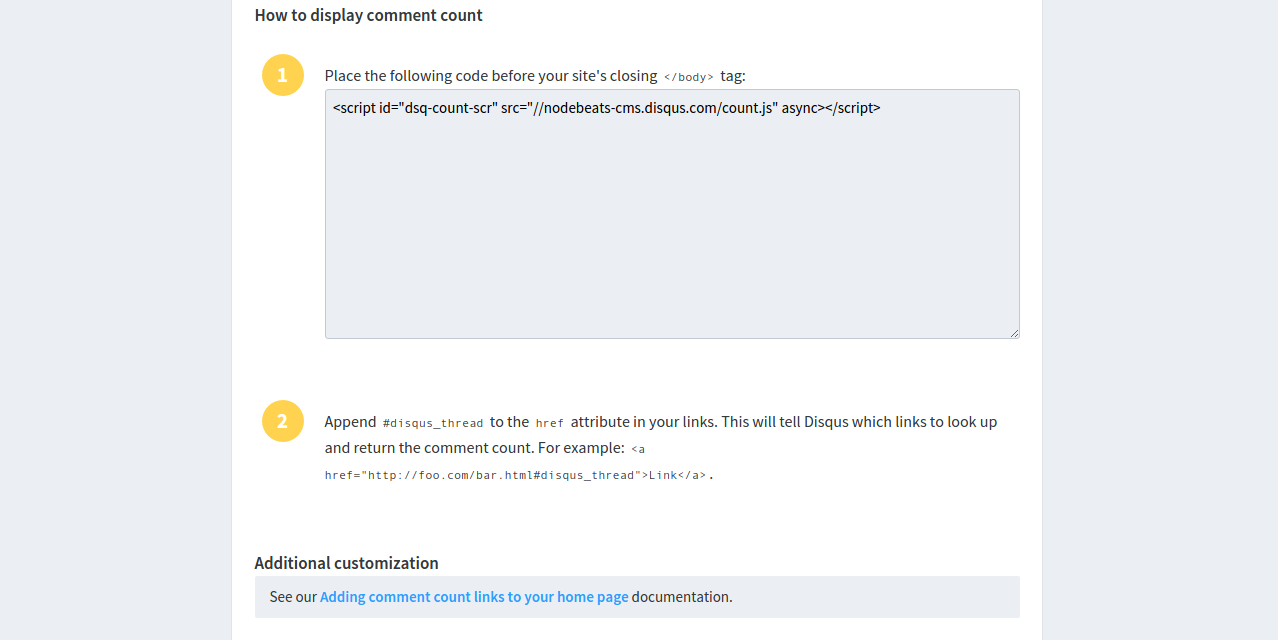 How to display comment count
1
Place the following code before your site's closing </body> tag:
<script id="dsq-count-scr" src="//nodebeats-cms.disqus.com/count.js" async></script>
2
Append #disqus_thread to the href attribute in your links. This will tell Disqus which links to look up
and return the comment count. For example: <a
href="http://foo.com/bar.html#disqus_thread">Link</a>.
Additional customization
See our Adding comment count links to your home page documentation.